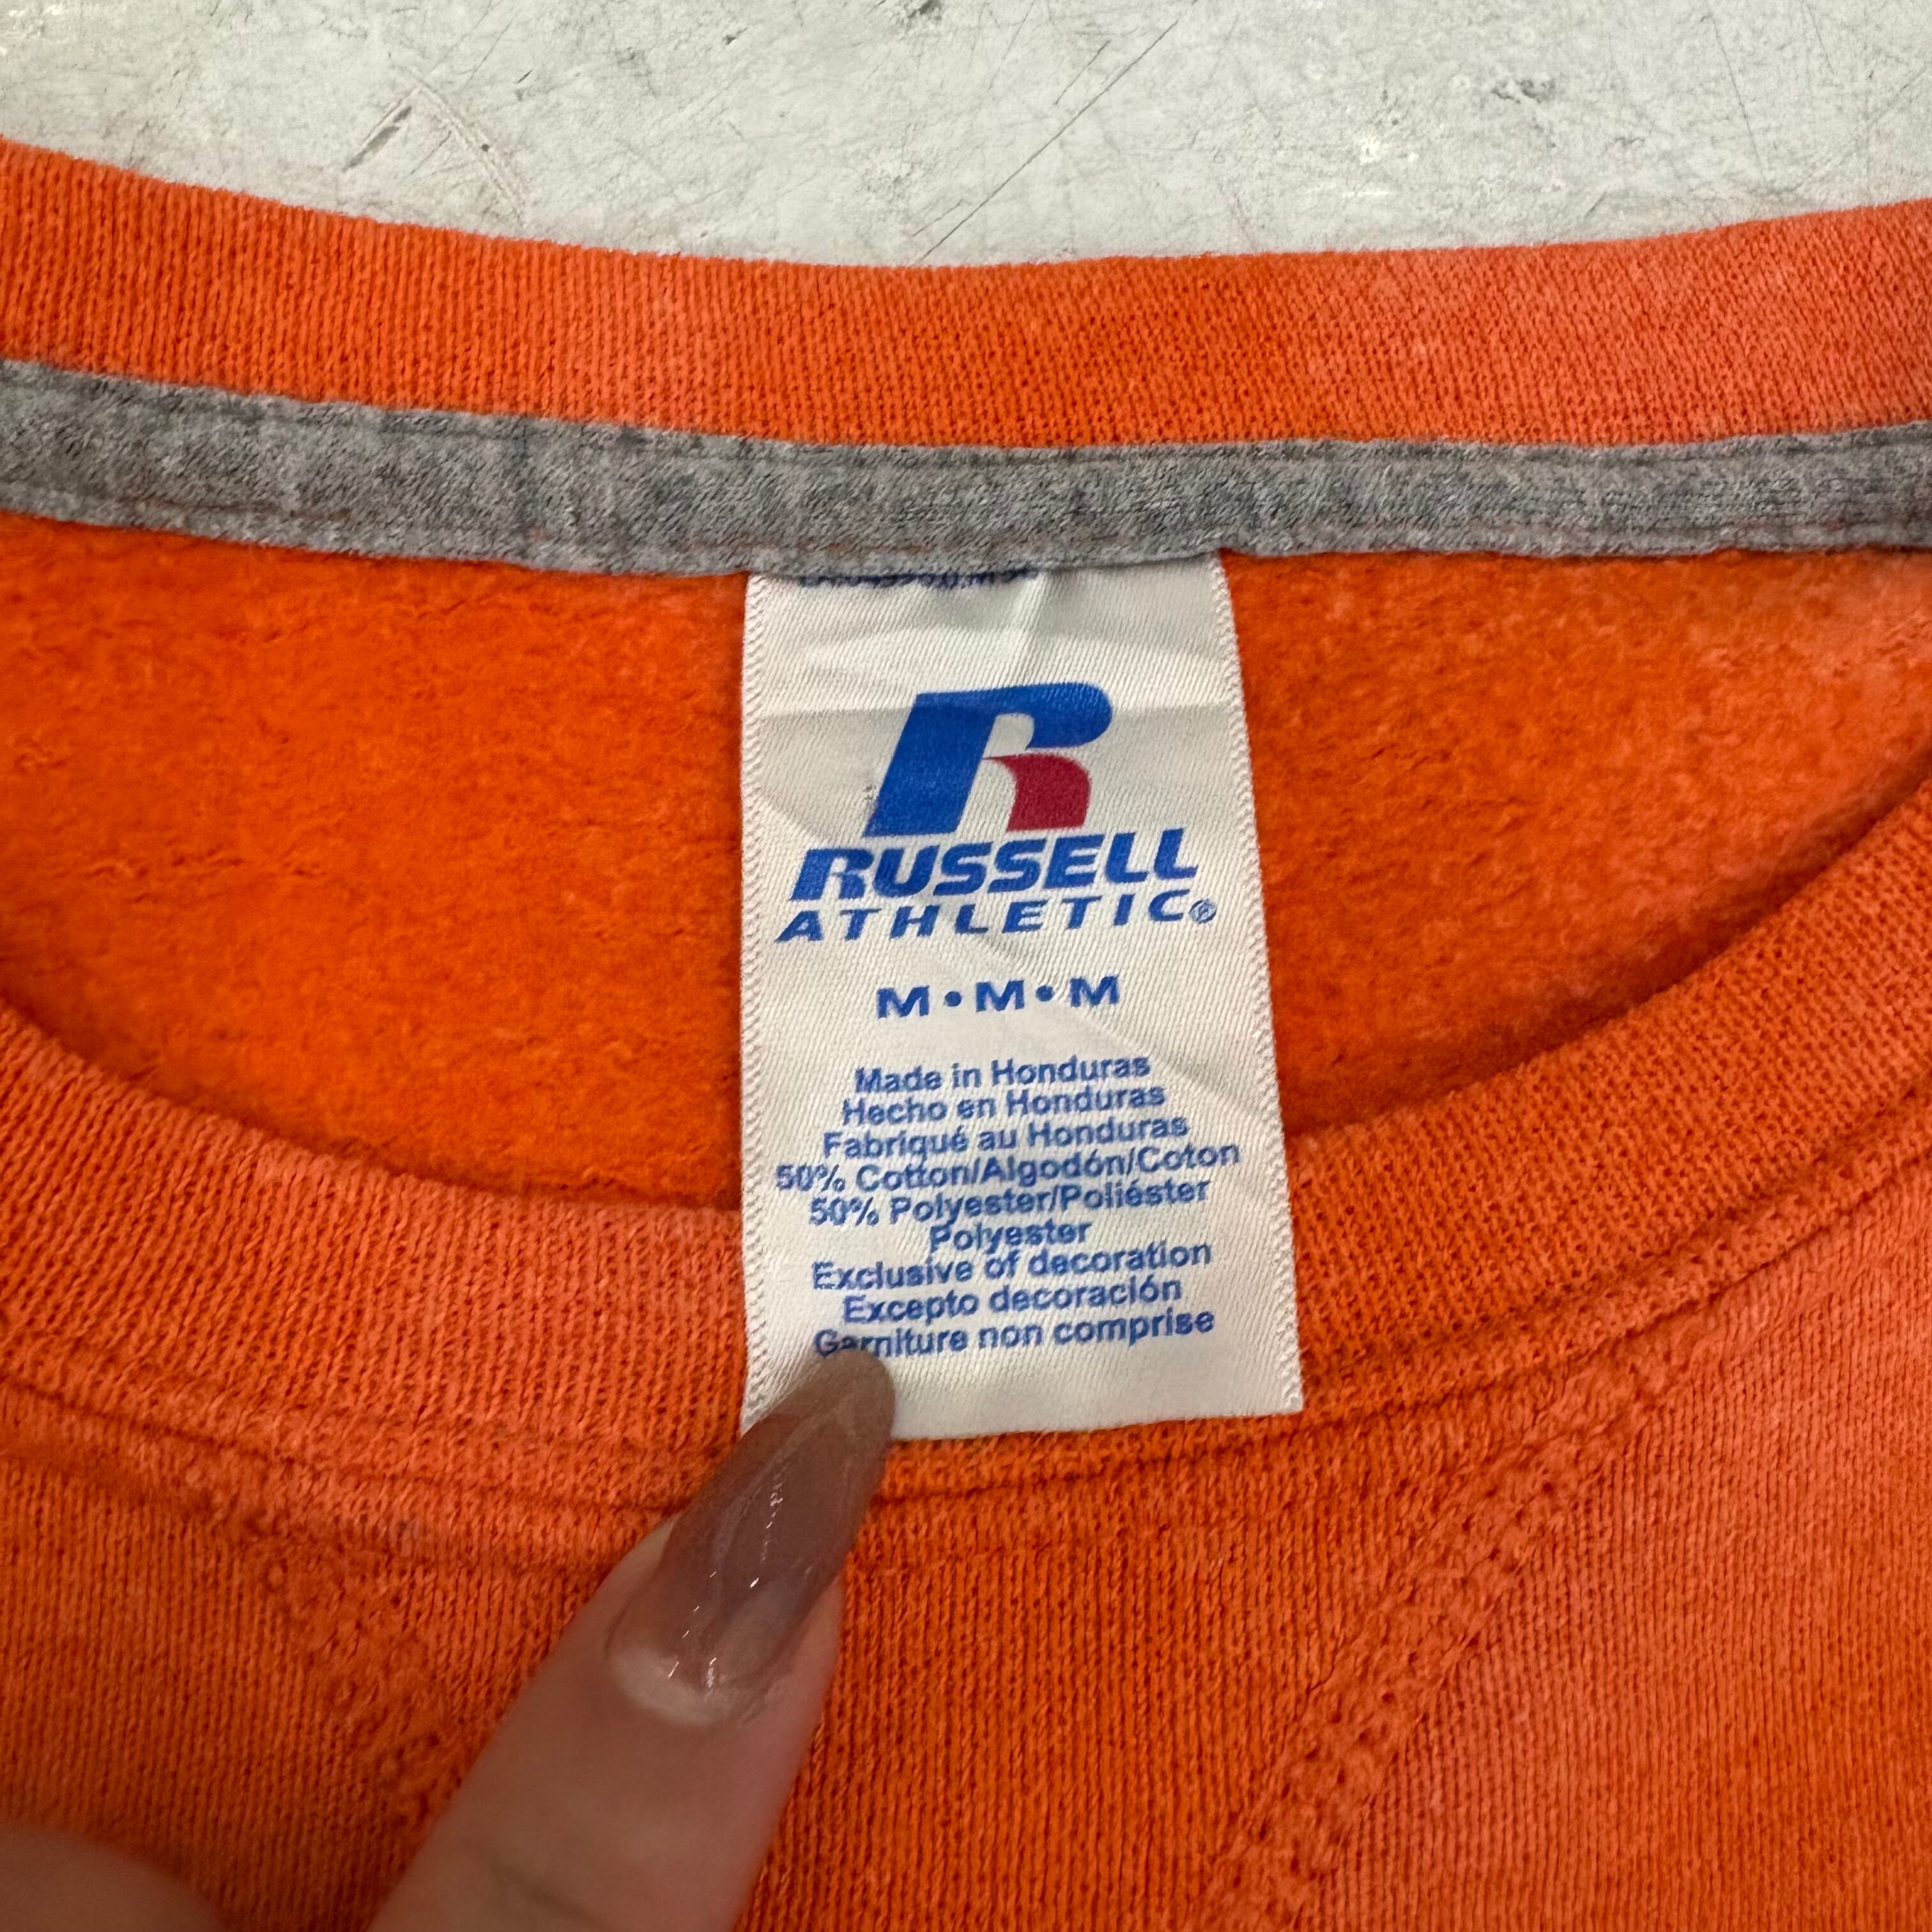 RUSSELL
ATHLETIC®
M•M•M
Made in Honduras
Hecho en Honduras
Fabriqué au Honduras
50% Cotton/Algodón/Coton
50% Polyester/Poliéster
Polyester
Exclusive of decoration
Excepto decoración
Garniture non comprise